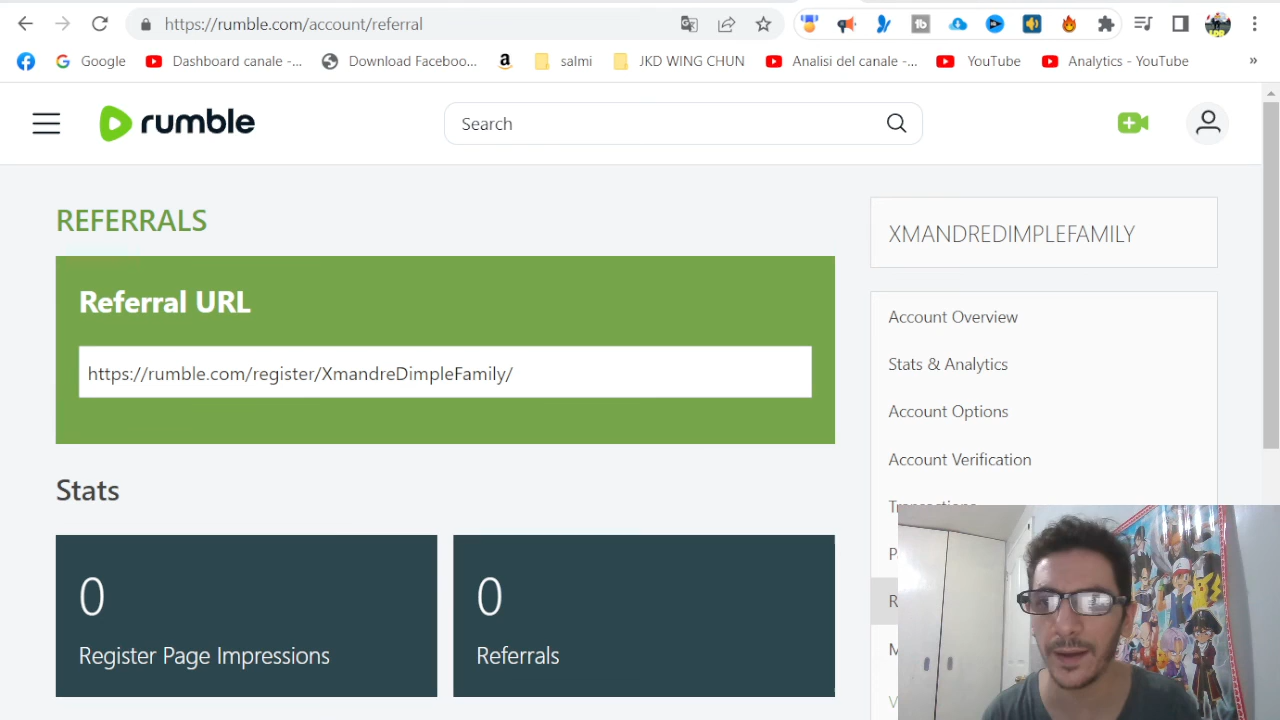 https://rumble.com/account/referral
Google
Dashboard canale -...
Download Faceboo...
salmi
JKD WING CHUN
Analisi del canale -...
YouTube
Analytics - YouTube
»
rumble
Search
REFERRALS
Referral URL
https://rumble.com/register/XmandreDimpleFamily/
Stats
0
Register Page Impressions
0
Referrals
XMANDREDIMPLEFAMILY
Account Overview
Stats & Analytics
Account Options
Account Verification